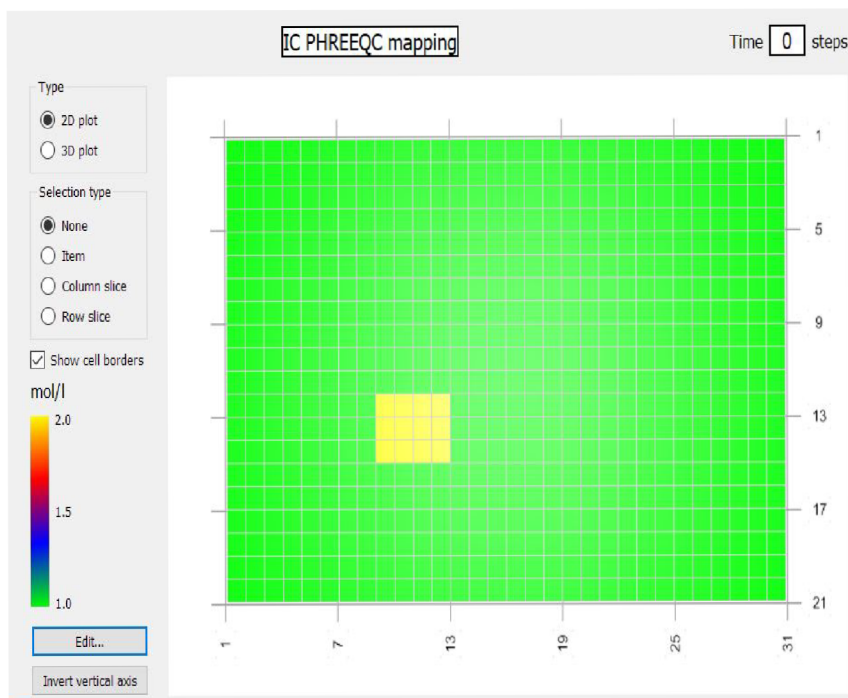 IC PHREEQC mapping
Time 0 steps
Type
2D plot
3D plot
Selection type
None
Item
Column slice
Row slice
Show cell borders
mol/l
2.0
1.5
1.0
Edit...
Invert vertical axis
1
5
9
13
17
21
1
7
13
19
25
31